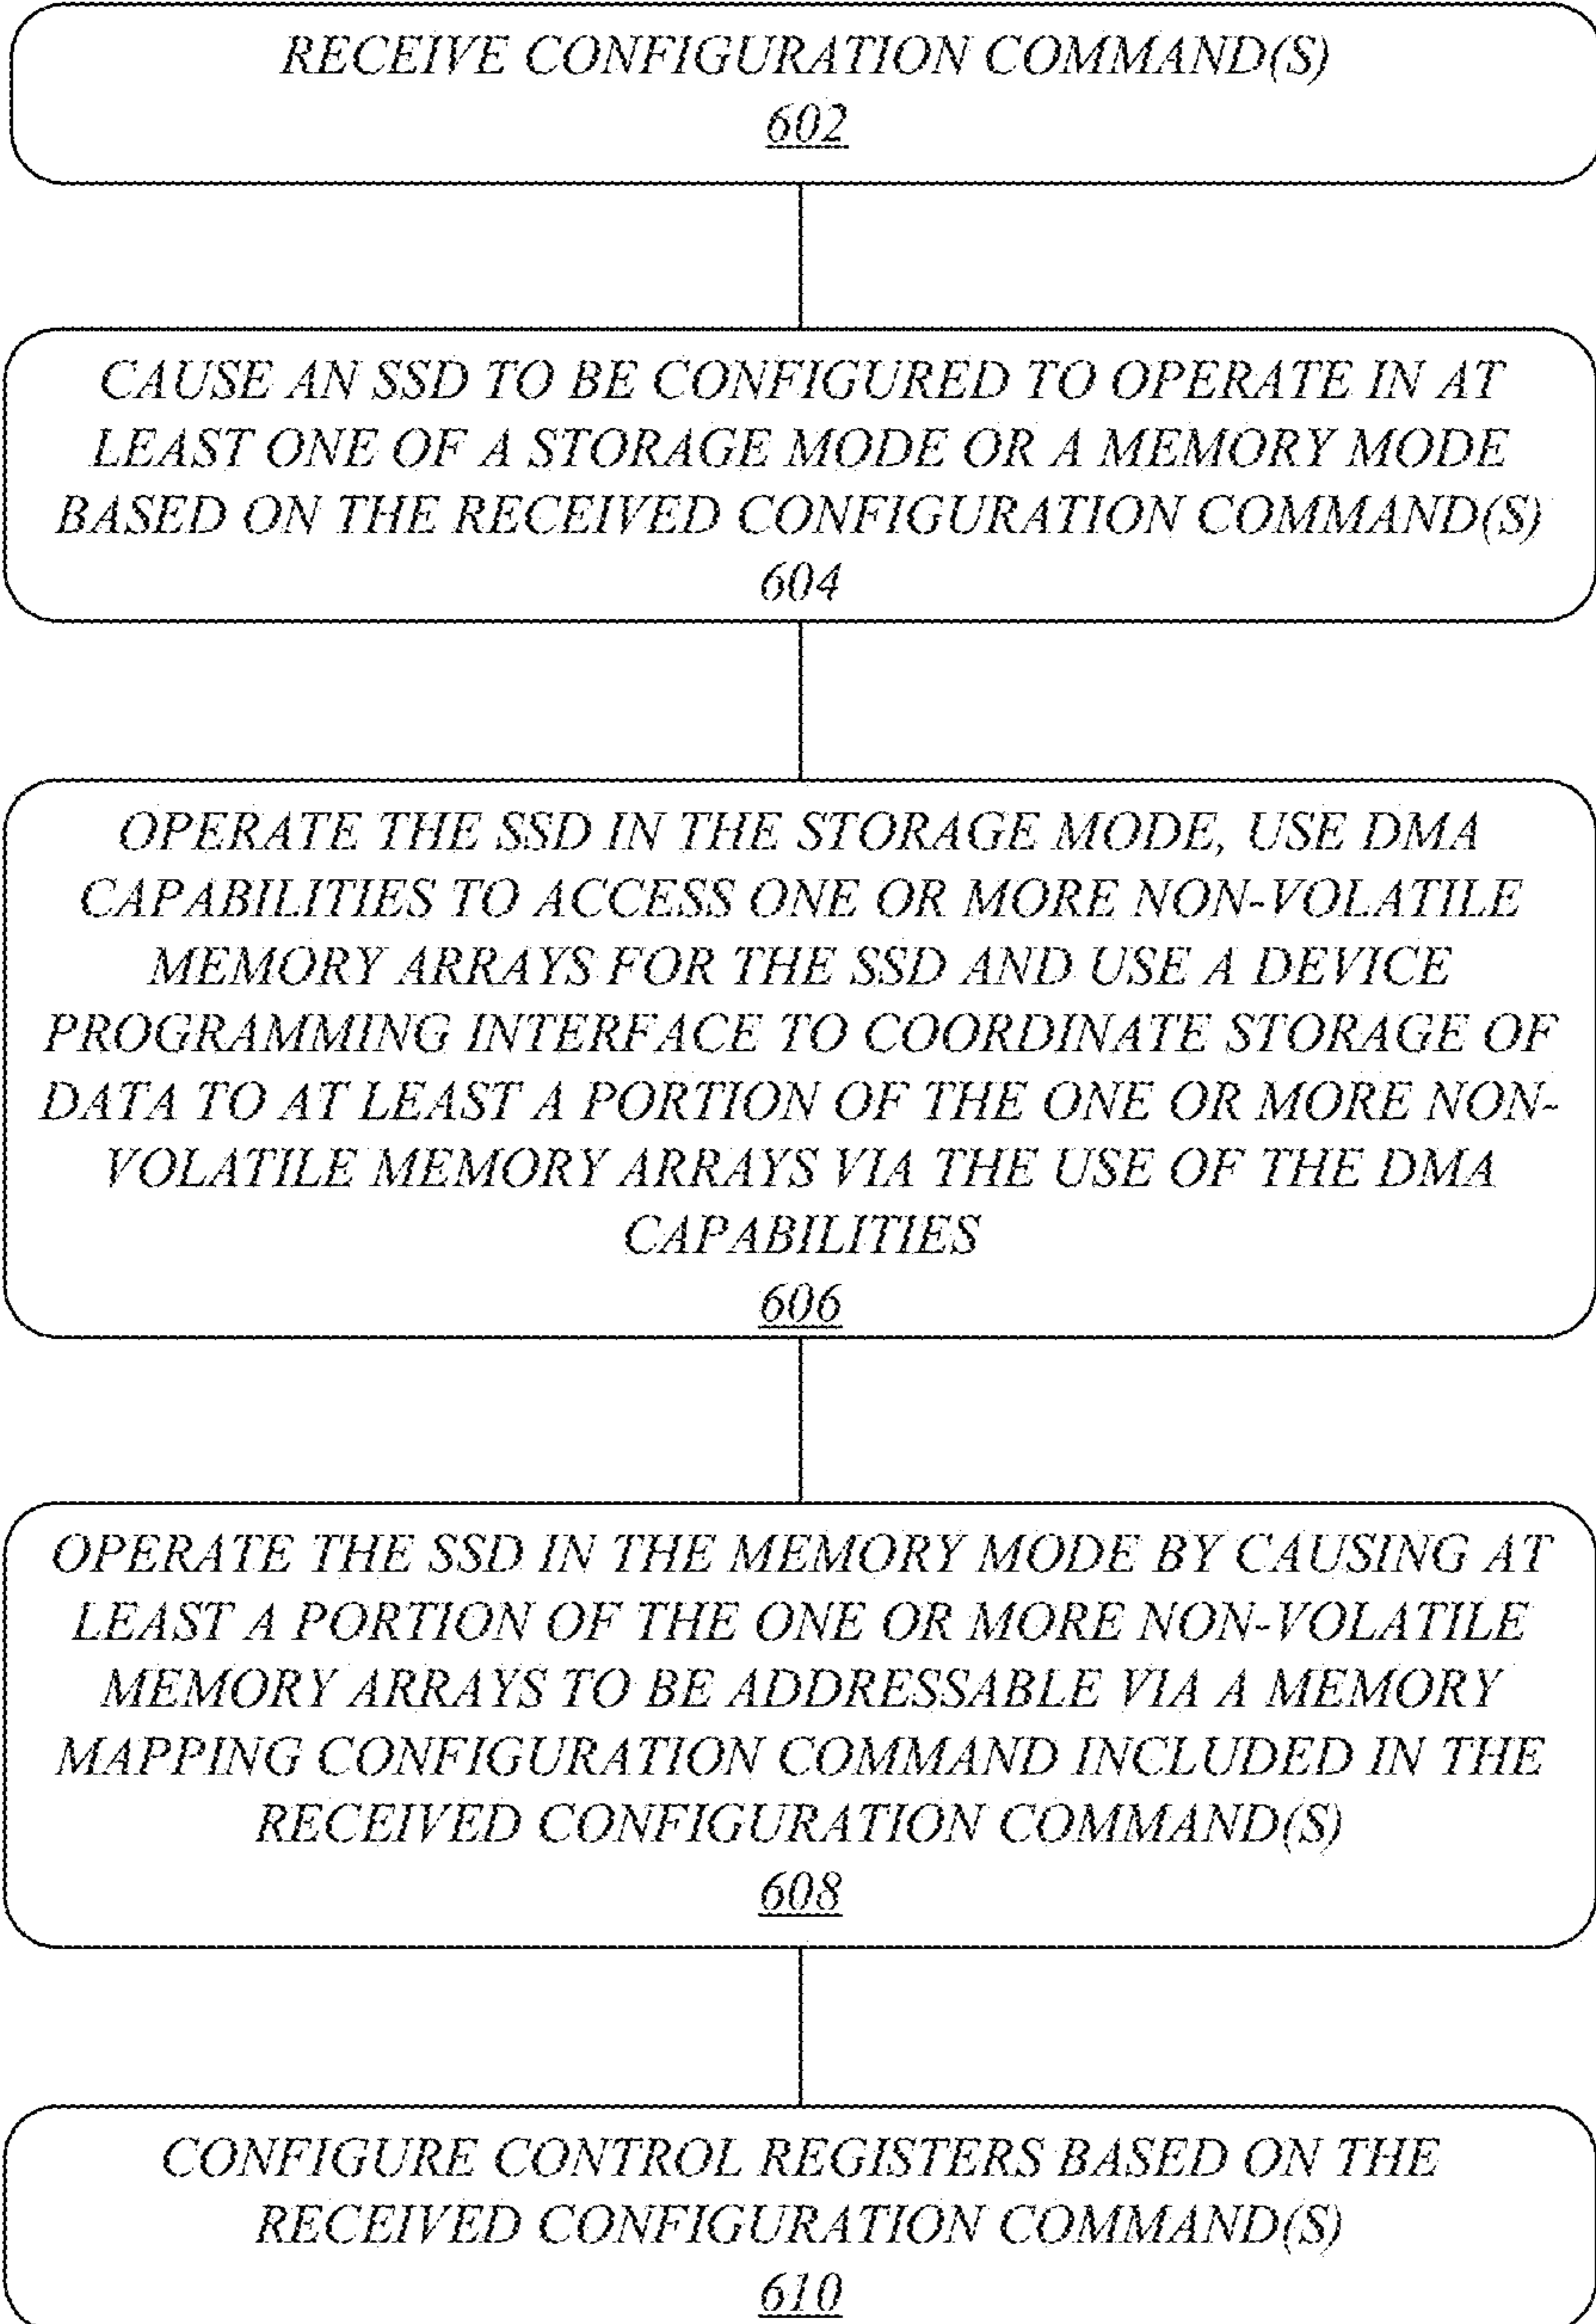 RECEIVE CONFIGURATION COMMAND(S)
602
CAUSE AN SSD TO BE CONFIGURED TO OPERATE IN AT
LEAST ONE OF A STORAGE MODE OR A MEMORY MODE
BASED ON THE RECEIVED CONFIGURATION COMMAND(S)
604
OPERATE THE SSD IN THE STORAGE MODE, USE DMA
CAPABILITIES TO ACCESS ONE OR MORE NON-VOLATILE
MEMORY ARRAYS FOR THE SSD AND USE A DEVICE
PROGRAMMING INTERFACE TO COORDINATE STORAGE OF
DATA TO AT LEAST A PORTION OF THE ONE OR MORE NON-
VOLATILE MEMORY ARRAYS VIA THE USE OF THE DMA
CAPABILITIES
606
OPERATE THE SSD IN THE MEMORY MODE BY CAUSING AT
LEAST A PORTION OF THE ONE OR MORE NON-VOLATILE
MEMORY ARRAYS TO BE ADDRESSABLE VIA A MEMORY
MAPPING CONFIGURATION COMMAND INCLUDED IN THE
RECEIVED CONFIGURATION COMMAND(S)
608
CONFIGURE CONTROL REGISTERS BASED ON THE
RECEIVED CONFIGURATION COMMAND(S)
610